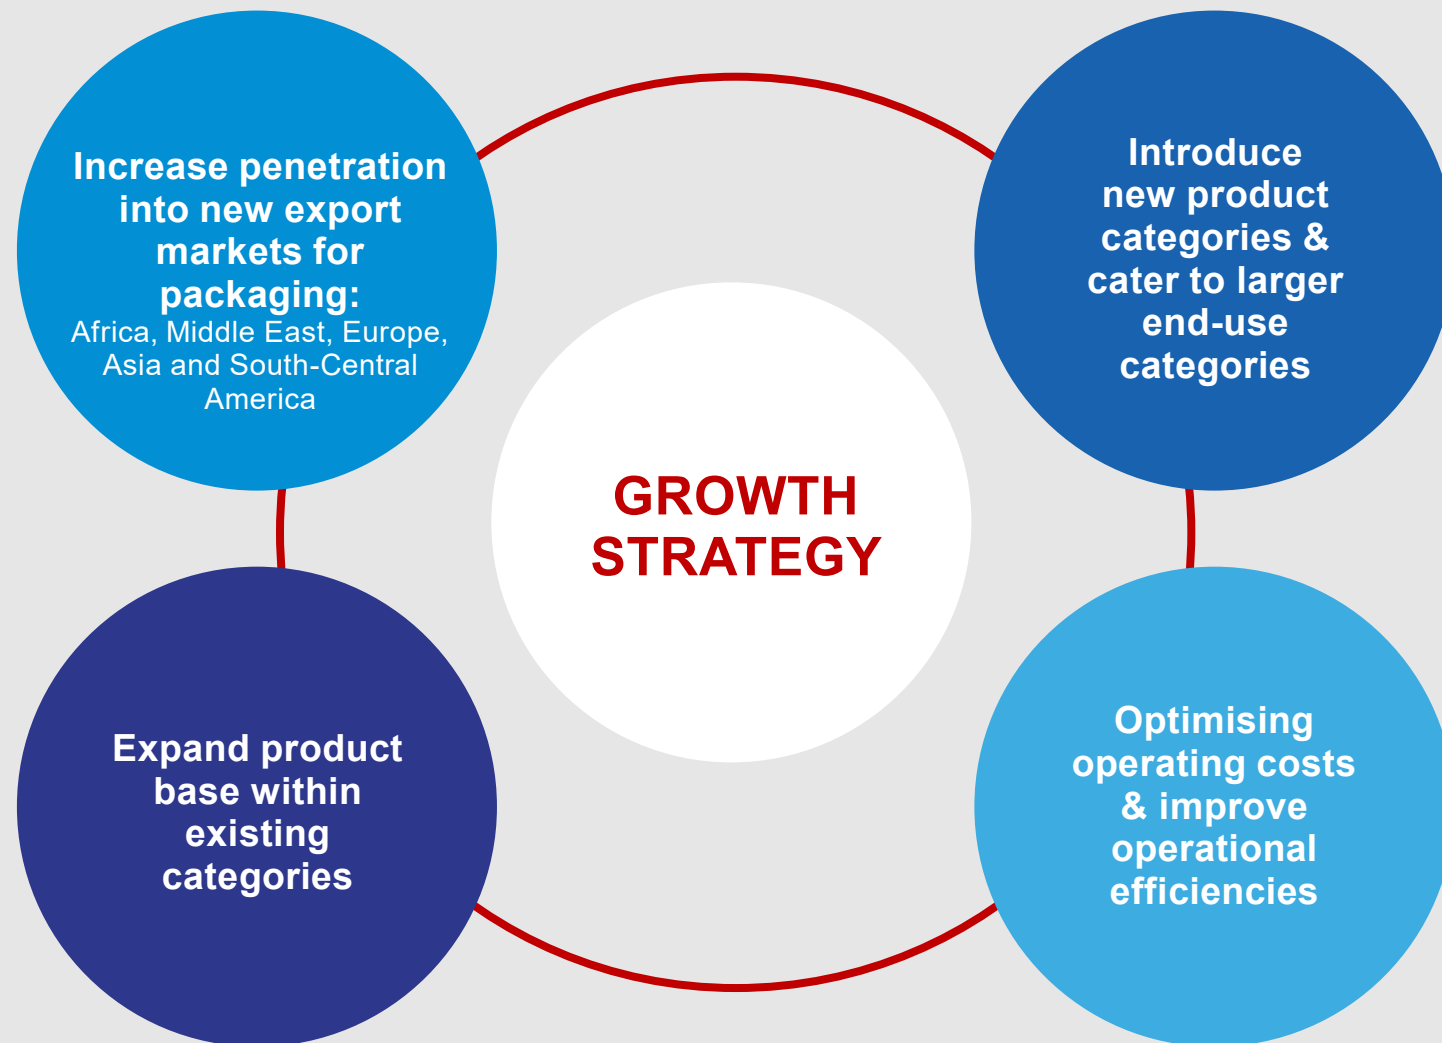 Increase penetration
into new export
markets for
packaging:
Africa, Middle East, Europe,
Asia and South-Central
America
Introduce
new product
categories &
cater to larger
end-use
categories
GROWTH
STRATEGY
Expand product
base within
existing
categories
Optimising
operating costs
& improve
operational
efficiencies